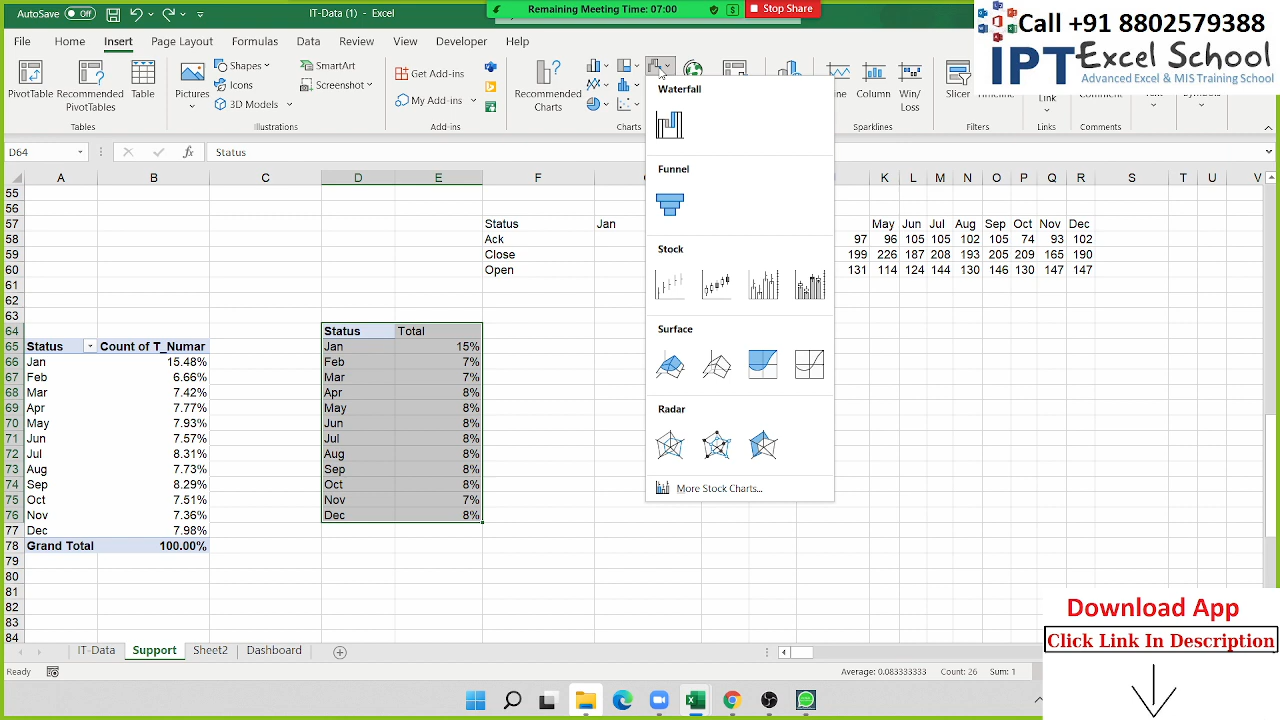 AutoSave Off IT-Data (1) - Excel Remaining Meeting Time: 07:00 $ Stop Share
Call +91 8802579388
IPT Excel School
Advanced Excel & MIS Training School
File Home Insert Page Layout Formulas Data Review View Developer Help
PivotTable Recommended PivotTables Table
Tables
Pictures Shapes Icons 3D Models SmartArt Screenshot
Illustrations
Get Add-ins My Add-ins
Add-ins
Recommended Charts
Charts
Column Win/Loss
Sparklines
Slicer
Filters
Link
Links
Comments
D64 fx Status
A B C D E F K L M N O P Q R S T U V
55
56
57 Status Jan May Jun Jul Aug Sep Oct Nov Dec
58 Ack 97 96 105 105 102 105 74 93 102
59 Close 199 226 187 208 193 205 209 165 190
60 Open 131 114 124 144 130 146 130 147 147
61
62
63
64 Status Total
65 Status Count of T_Numar Jan 15%
66 Jan 15.48% Feb 7%
67 Feb 6.66% Mar 7%
68 Mar 7.42% Apr 8%
69 Apr 7.77% May 8%
70 May 7.93% Jun 8%
71 Jun 7.57% Jul 8%
72 Jul 8.31% Aug 8%
73 Aug 7.73% Sep 8%
74 Sep 8.29% Oct 8%
75 Oct 7.51% Nov 7%
76 Nov 7.36% Dec 8%
77 Dec 7.98%
78 Grand Total 100.00%
79
80
81
82
83
84
Waterfall
Funnel
Stock
Surface
Radar
More Stock Charts...
Download App
Click Link In Description
IT-Data Support Sheet2 Dashboard
Ready Average: 0.083333333 Count: 26 Sum: 1